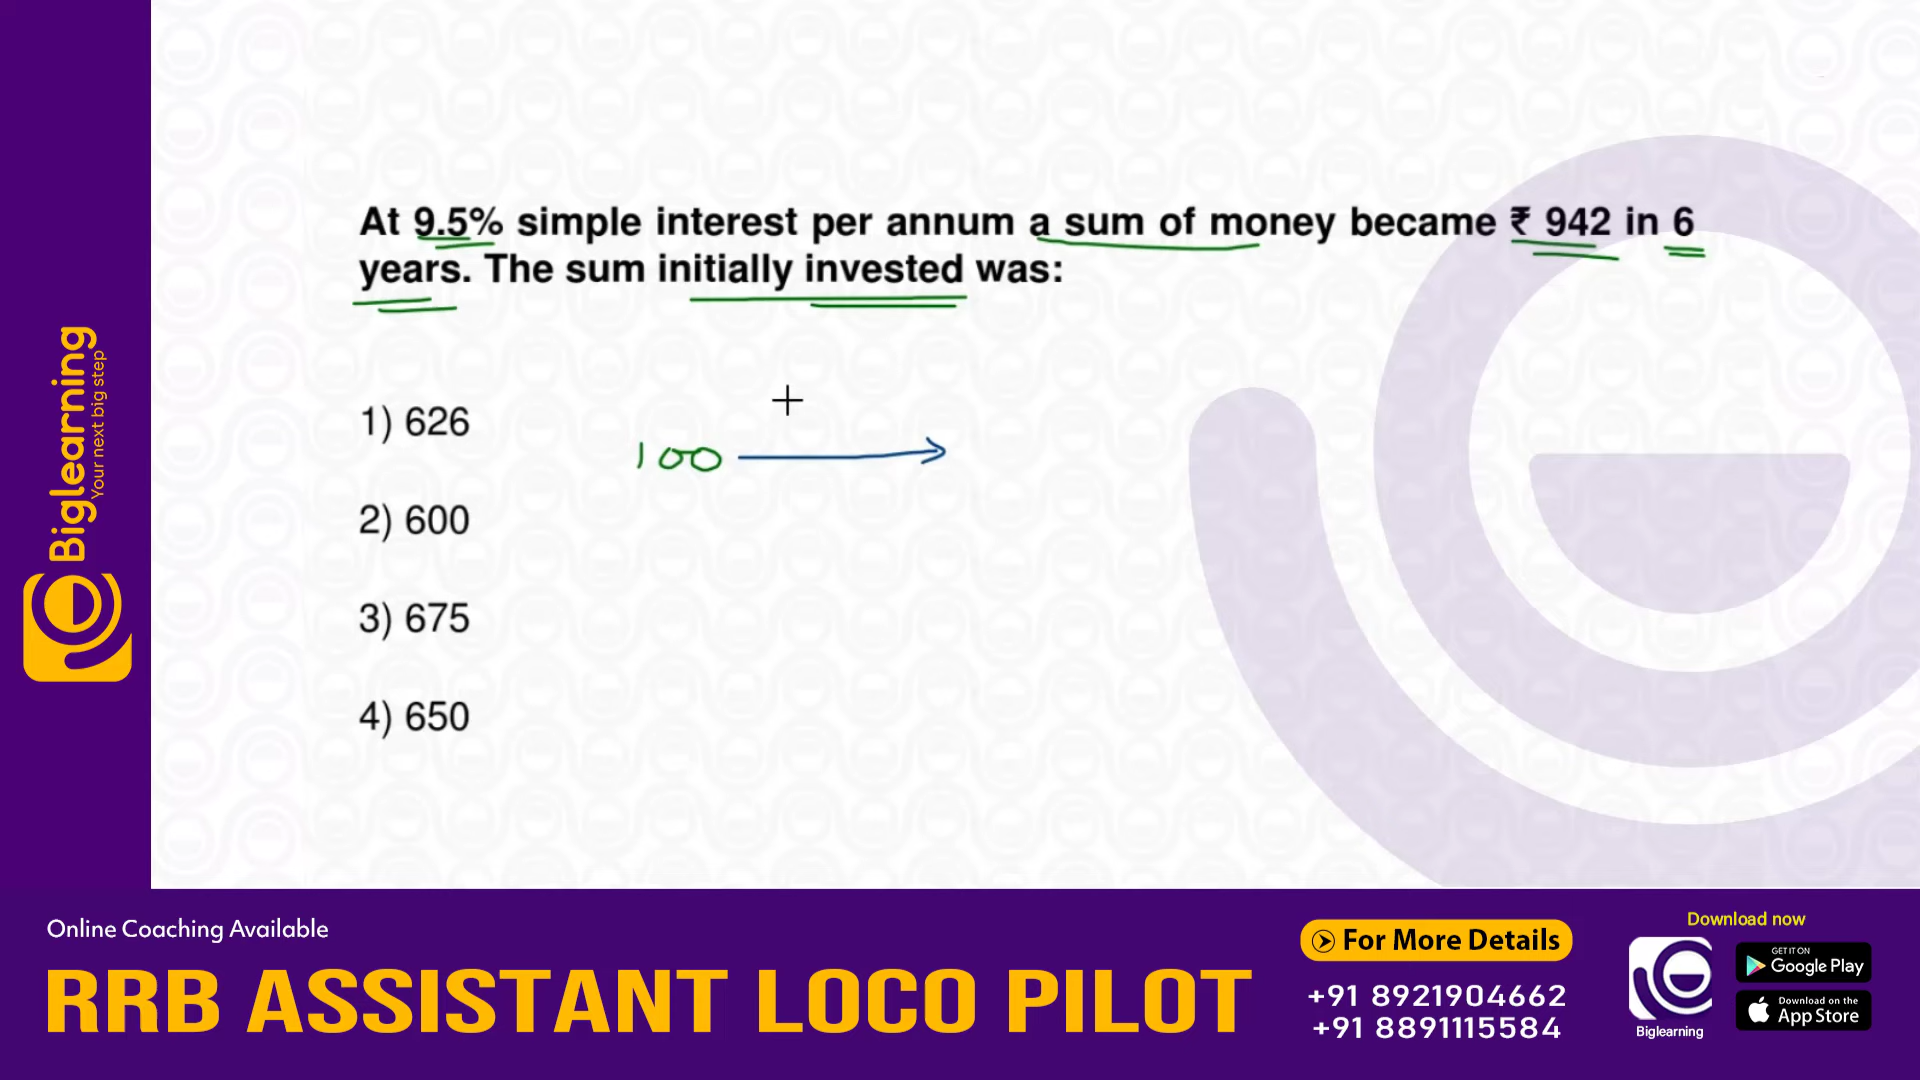 At 9.5% simple interest per annum a sum of money became ₹ 942 in 6
years. The sum initially invested was:
1) 626
2) 600
3) 675
4) 650
100
Biglearning
Your next big step
Online Coaching Available
RRB ASSISTANT LOCO PILOT
For More Details
+91 8921904662
+91 8891115584
Download now
Biglearning
GET IT ON
Google Play
Download on the
App Store